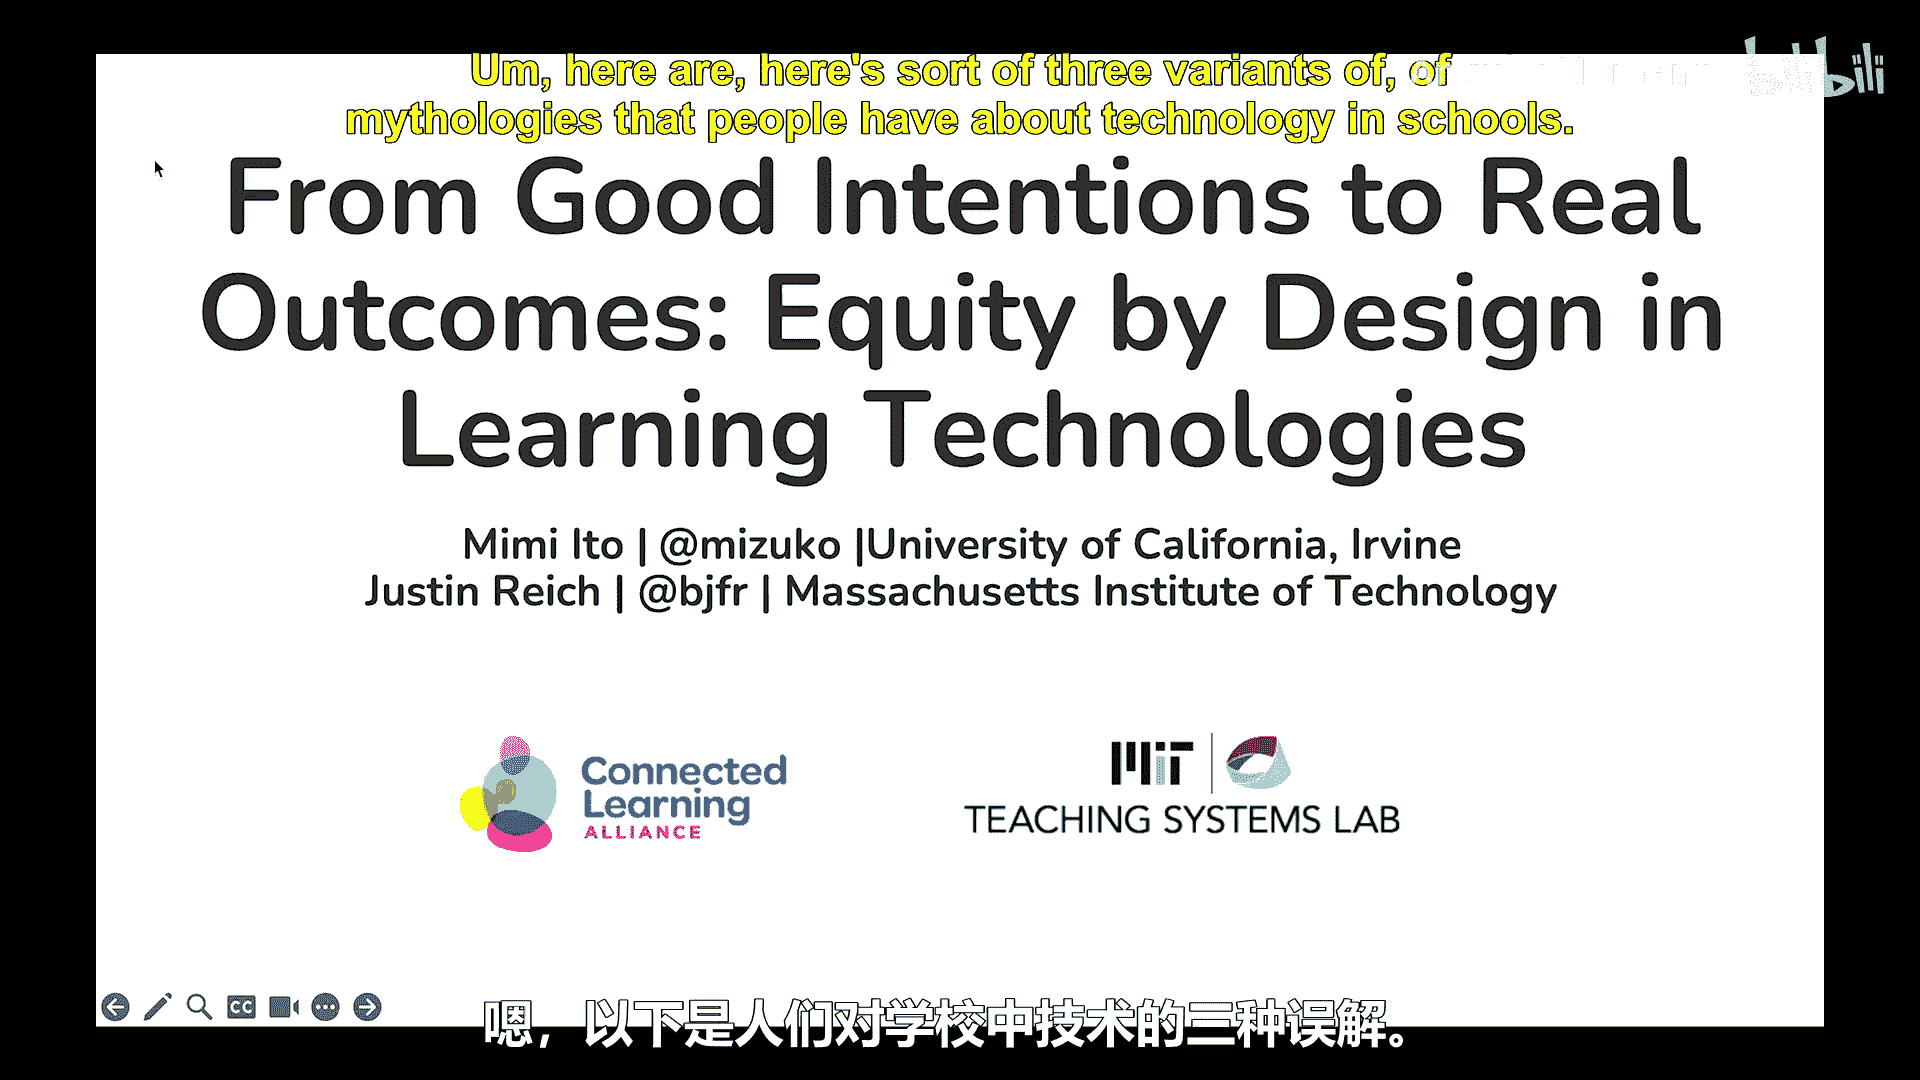 Um, here are, here's sort of three variants of, of
mythologies that people have about technology in schools.
bilibili
From Good Intentions to Real
Outcomes: Equity by Design in
Learning Technologies
Mimi Ito | @mizuko |University of California, Irvine
Justin Reich | @bjfr | Massachusetts Institute of Technology
Connected
Learning
ALLIANCE
MIT
TEACHING SYSTEMS LAB
CC
嗯，以下是人们对学校中技术的三种误解。